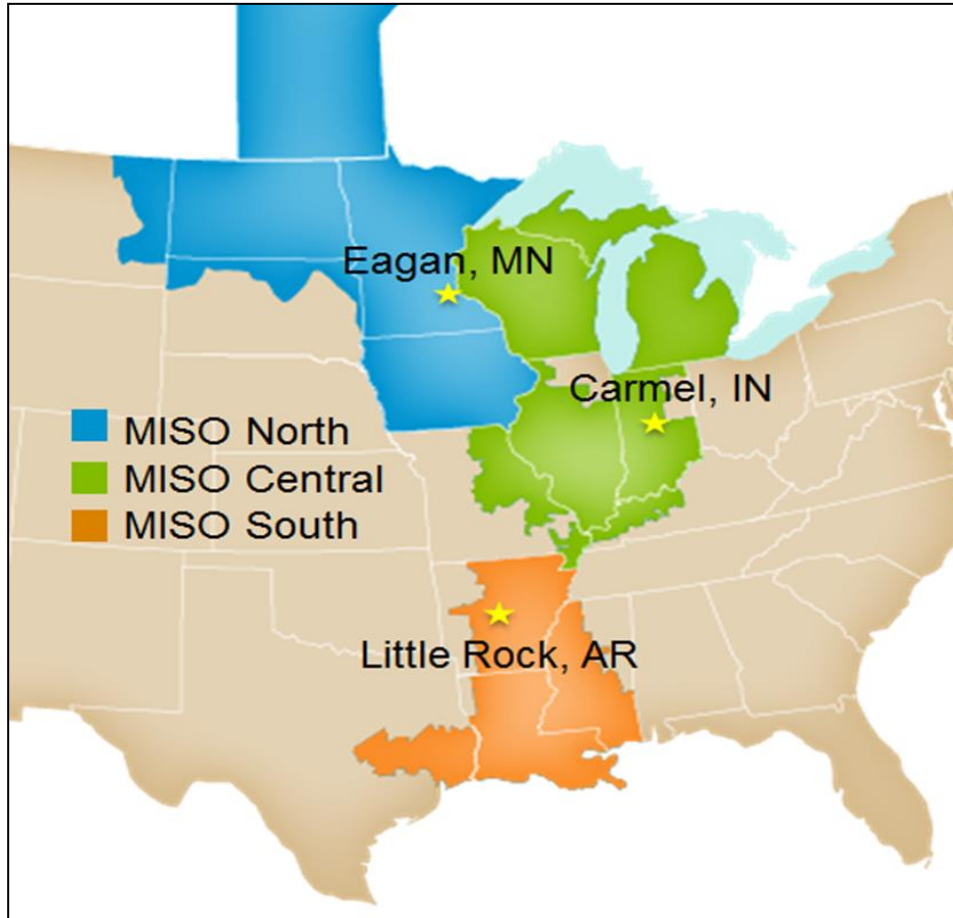 Eagan, MN
Carmel, IN
MISO North
MISO Central
MISO South
Little Rock, AR